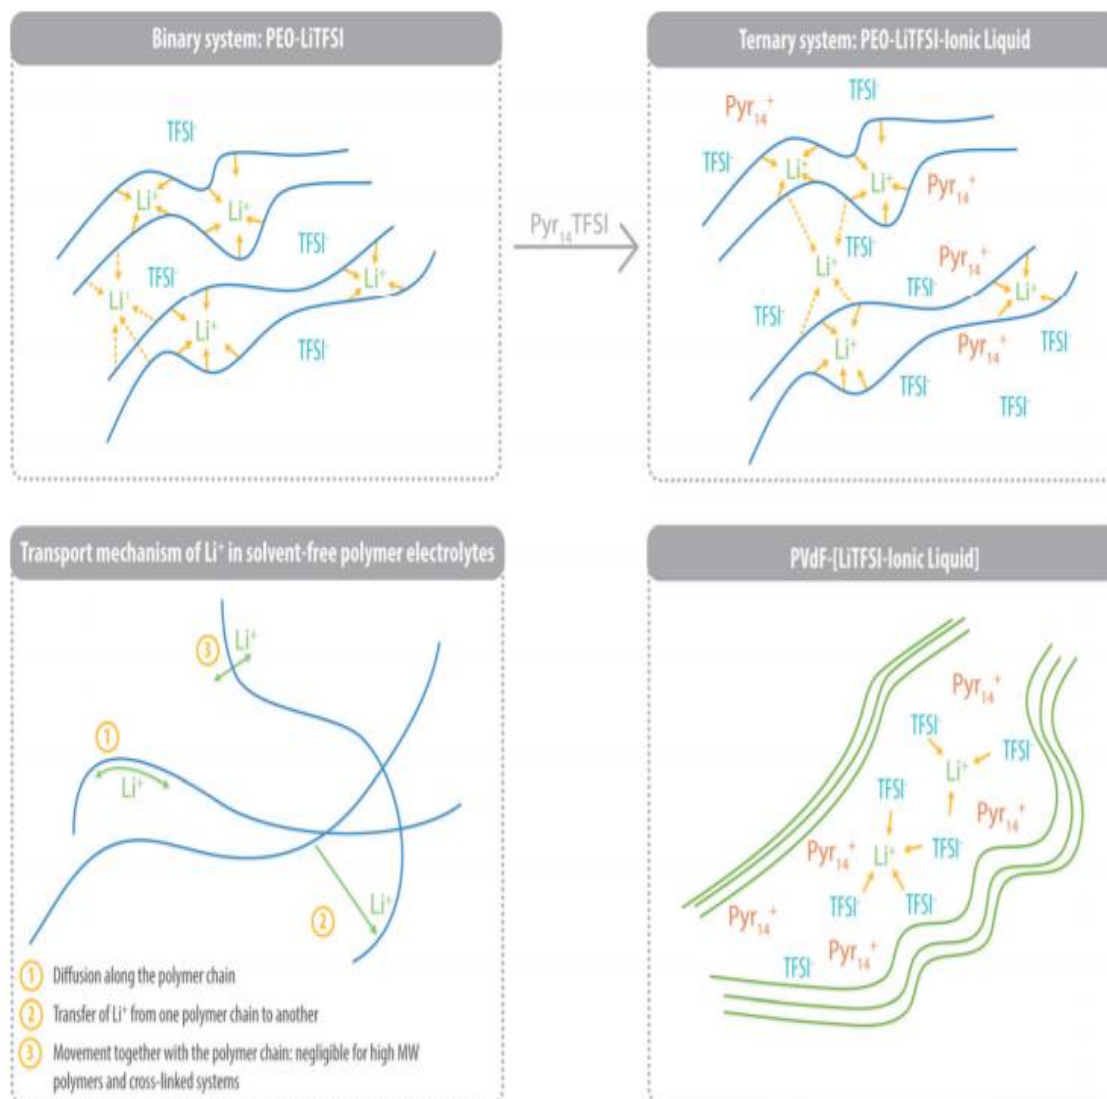 Binary system: PEO-LiTFSI
TFSI⁻
Li⁺
Li⁺
TFSI⁻
TFSI⁻
Li⁺
Li⁺
Li⁺
TFSI⁻
Pyr₁₄TFSI
Ternary system: PEO-LiTFSI-Ionic Liquid
TFSI⁻
Pyr₁₄⁺
TFSI⁻
Li⁺
Li⁺
Pyr₁₄⁺
TFSI⁻
Pyr₁₄⁺
Li⁺
TFSI⁻
Li⁺
TFSI⁻
Li⁺
Pyr₁₄⁺
TFSI⁻
TFSI⁻
TFSI⁻
Transport mechanism of Li⁺ in solvent-free polymer electrolytes
3
Li⁺
1
Li⁺
Li⁺
2
1 Diffusion along the polymer chain
2 Transfer of Li⁺ from one polymer chain to another
3 Movement together with the polymer chain: negligible for high MW
polymers and cross-linked systems
PVdF-[LiTFSI-Ionic Liquid]
Pyr₁₄⁺
TFSI⁻
TFSI⁻
Li⁺
TFSI⁻
Pyr₁₄⁺
Pyr₁₄⁺
Li⁺
TFSI⁻
TFSI⁻
TFSI⁻
Pyr₁₄⁺
Pyr₁₄⁺
TFSI⁻